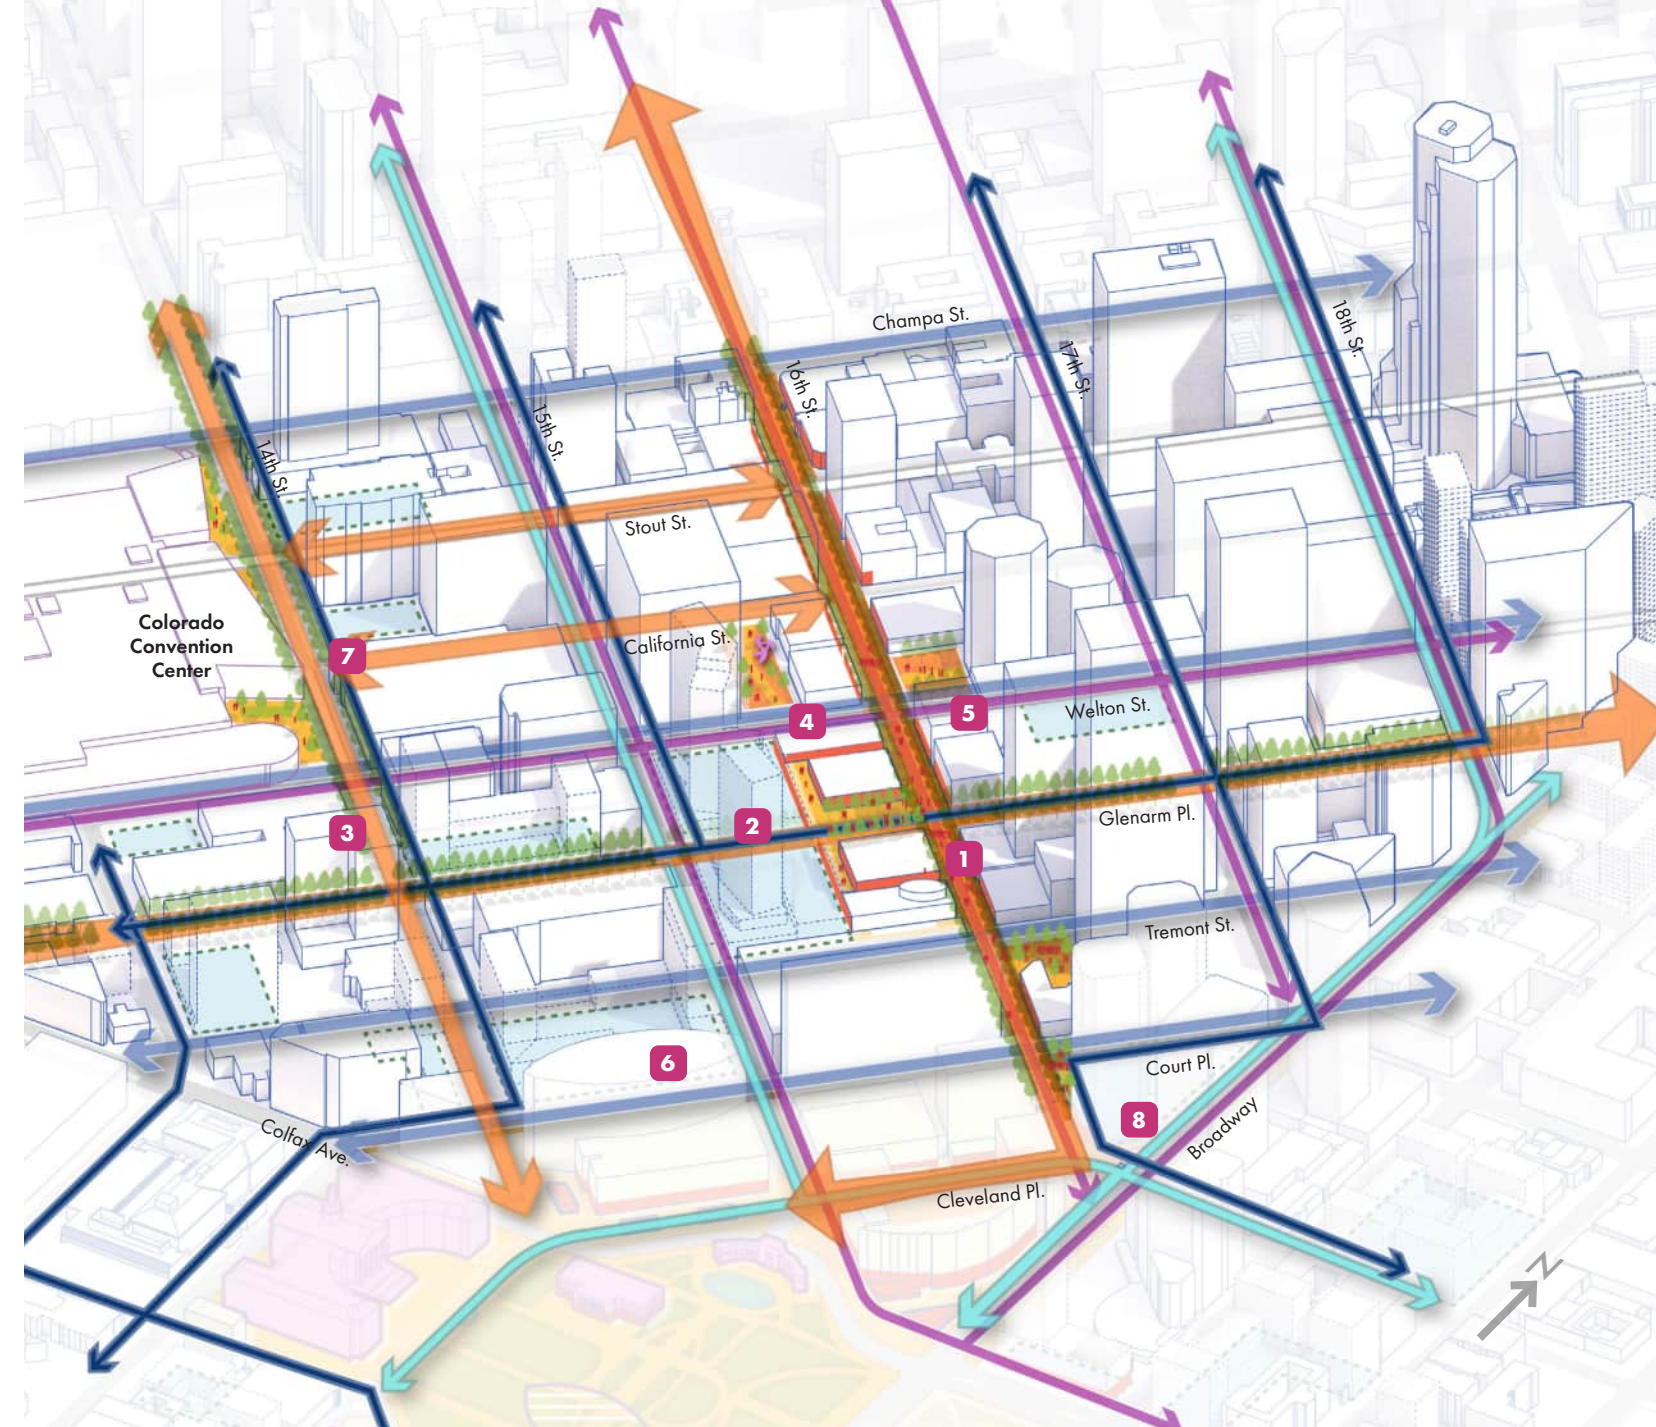 Champa St.
18th St.
17th St.
16th St.
15th St.
14th St.
Stout St.
California St.
Colorado
Convention
Center
7
4
5
Welton St.
2
3
1
Glenarm Pl.
Tremont St.
6
Court Pl.
8
Broadway
Colfax Ave.
Cleveland Pl.
N